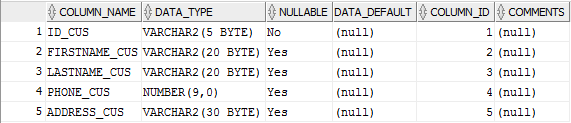 COLUMN_NAME DATA_TYPE NULLABLE DATA_DEFAULT COLUMN_ID COMMENTS
1 ID_CUS VARCHAR2(5 BYTE) No (null) 1 (null)
2 FIRSTNAME_CUS VARCHAR2(20 BYTE) Yes (null) 2 (null)
3 LASTNAME_CUS VARCHAR2(20 BYTE) Yes (null) 3 (null)
4 PHONE_CUS NUMBER(9,0) Yes (null) 4 (null)
5 ADDRESS_CUS VARCHAR2(30 BYTE) Yes (null) 5 (null)